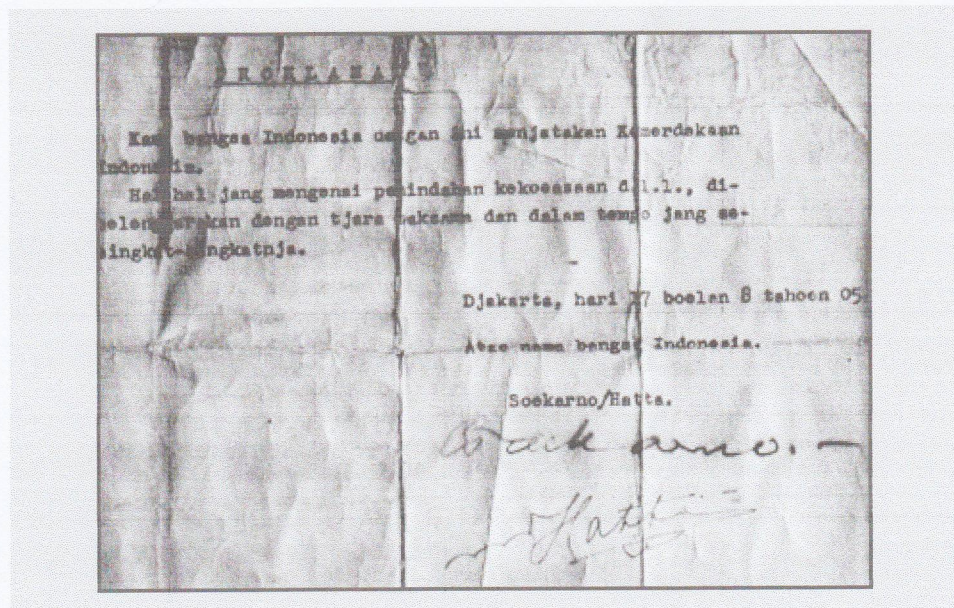 PROKLAMASI
Kami bangsa Indonesia dengan ini menjatakan Kemerdekaan
Indonesia.
Hal-hal jang mengenai pemindahan kekoeasaan d.l.l., di-
selenggarakan dengan tjara saksama dan dalam tempo jang se-
singkat-singkatnja.
Djakarta, hari 17 boelan 8 tahoen 05
Atas nama bangsa Indonesia.
Soekarno/Hatta.
Soekarno.-
Hatta